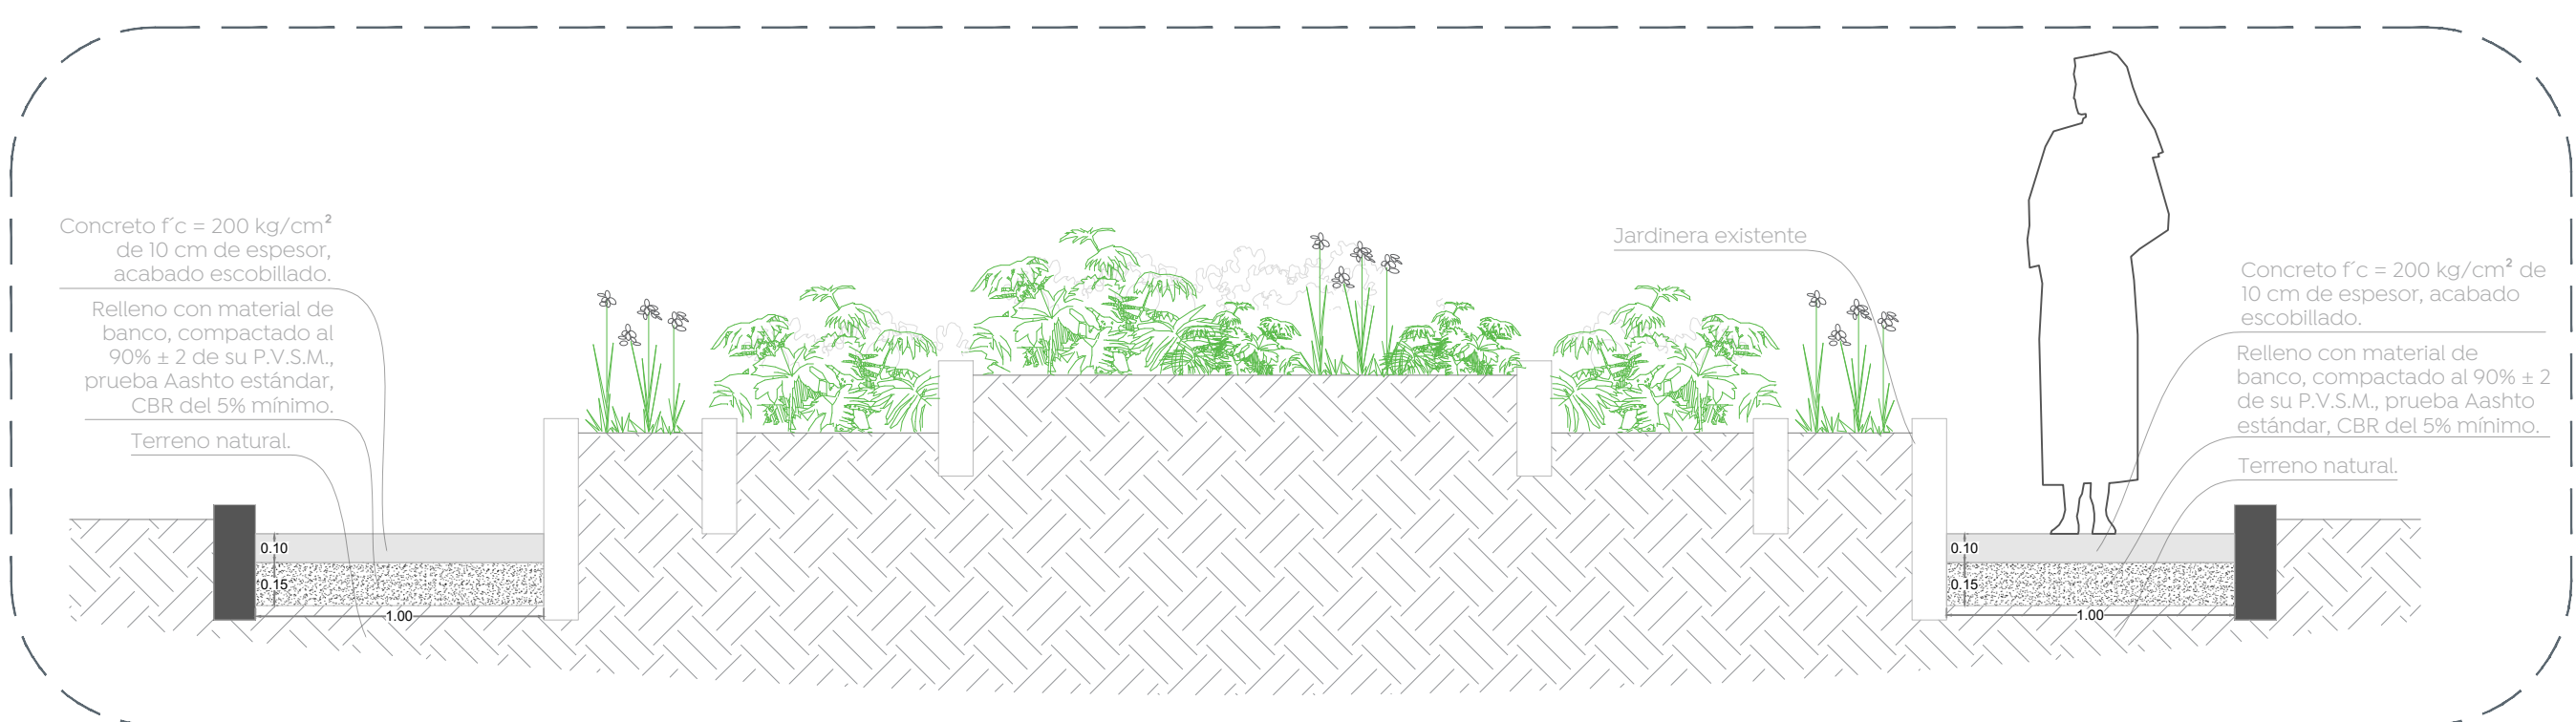 Concreto f´c = 200 kg/cm²
de 10 cm de espesor,
acabado escobillado.
Relleno con material de
banco, compactado al
90% ± 2 de su P.V.S.M.,
prueba Aashto estándar,
CBR del 5% mínimo.
Terreno natural.
0.10
0.15
1.00
Jardinera existente
Concreto f´c = 200 kg/cm² de
10 cm de espesor, acabado
escobillado.
Relleno con material de
banco, compactado al 90% ± 2
de su P.V.S.M., prueba Aashto
estándar, CBR del 5% mínimo.
Terreno natural.
0.10
0.15
1.00